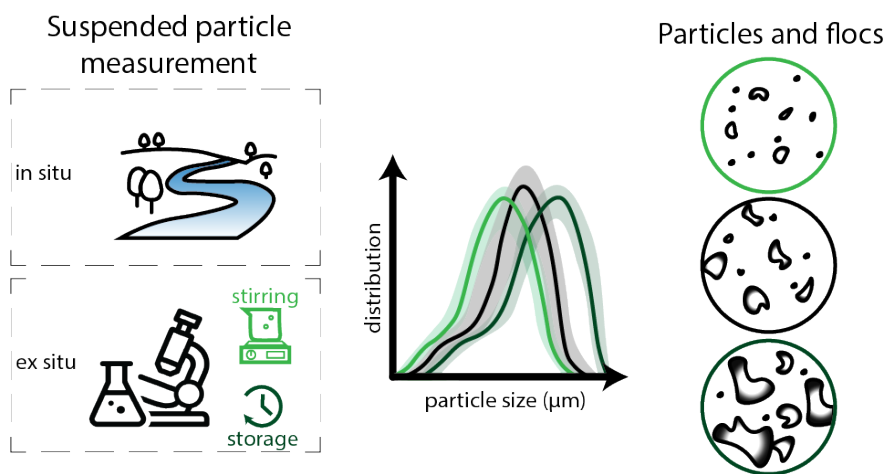 Suspended particle
measurement
in situ
ex situ
stirring
storage
distribution
particle size (μm)
Particles and flocs